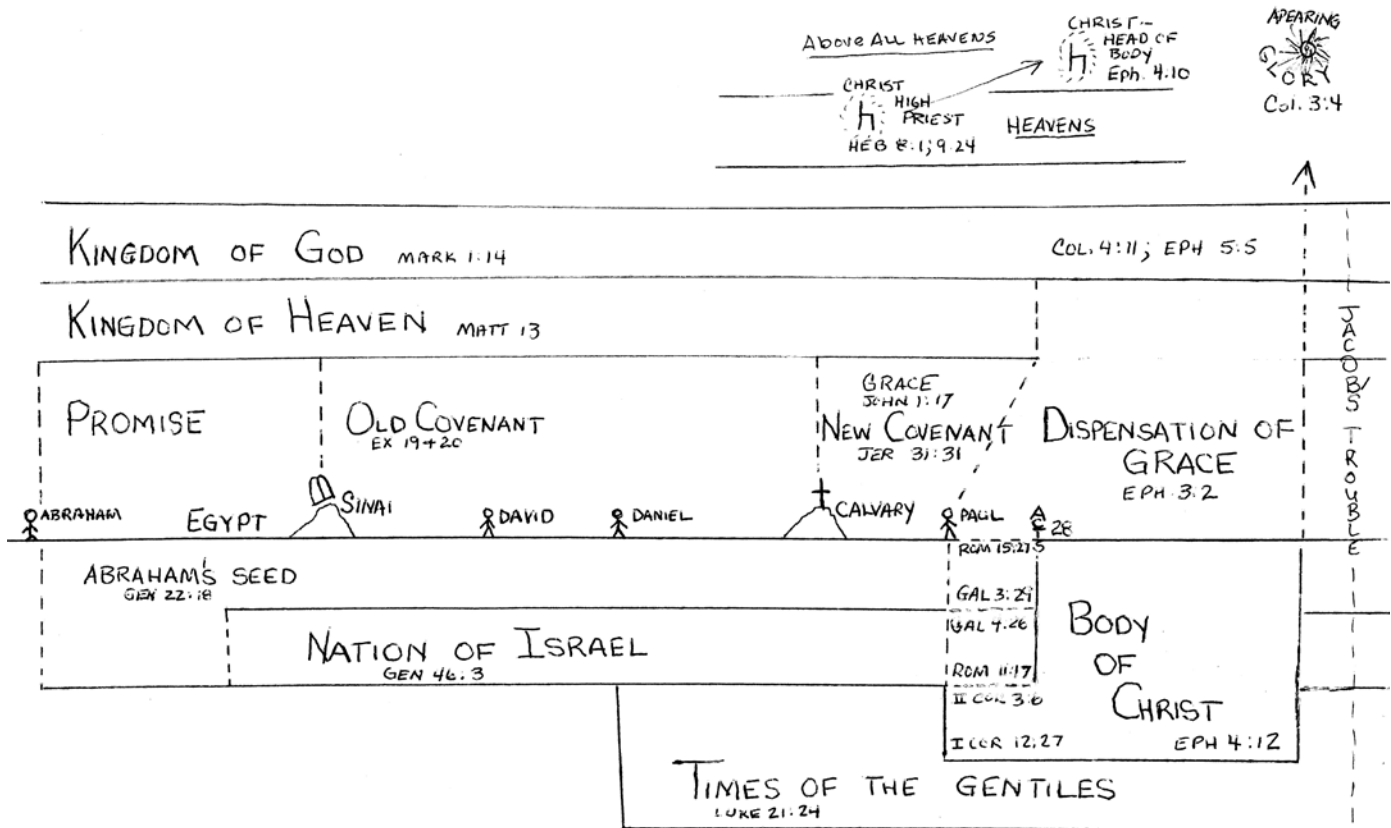 Above ALL HEAVENS
CHRIST--
HEAD OF
BODY
Eph. 4:10
APEARING
GLORY
Col. 3:4
CHRIST
HIGH
PRIEST
HEB 8:1; 9:24
HEAVENS
KINGDOM OF GOD MARK 1:14
COL. 4:11; EPH 5:5
KINGDOM OF HEAVEN MATT 13
JACOB'S TROUBLE
PROMISE
OLD COVENANT
EX 19+20
GRACE
JOHN 1:17
NEW COVENANT
JER 31:31
DISPENSATION OF
GRACE
EPH 3:2
ABRAHAM
EGYPT
SINAI
DAVID
DANIEL
CALVARY
PAUL
ACTS 28
ROM 15:27
ABRAHAM'S SEED
GEN 22:18
GAL 3:29
GAL 4:26
NATION OF ISRAEL
GEN 46:3
ROM 11:17
II COR 3:6
I COR 12:27
BODY
OF
CHRIST
EPH 4:12
TIMES OF THE GENTILES
LUKE 21:24